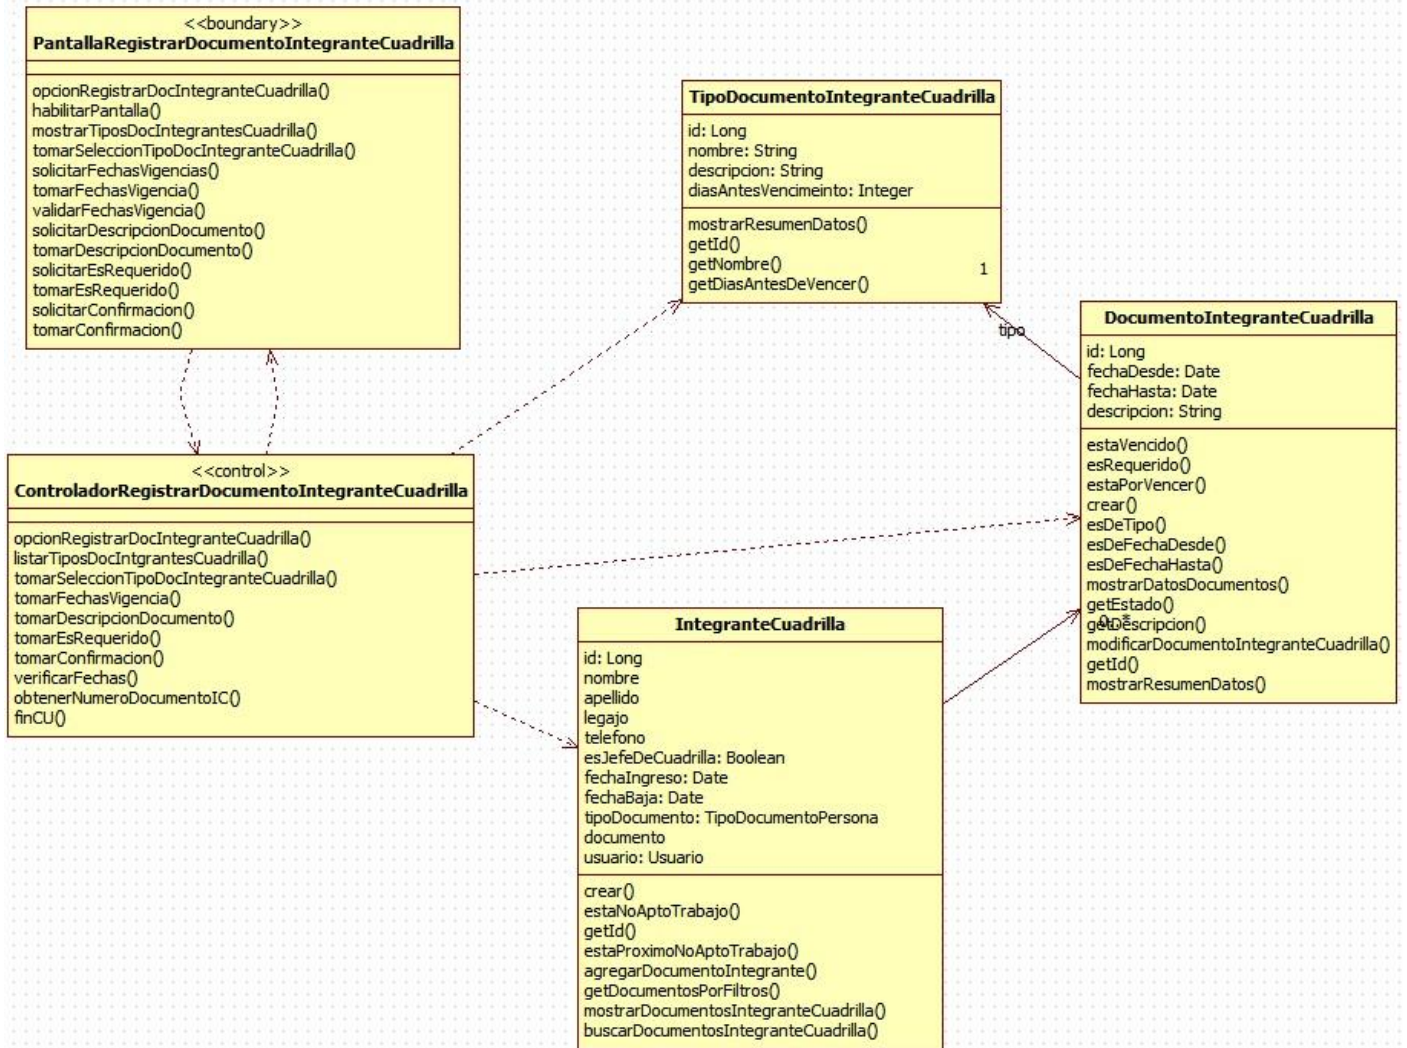 <<boundary>>
PantallaRegistrarDocumentoIntegranteCuadrilla
opcionRegistrarDocIntegranteCuadrilla()
habilitarPantalla()
mostrarTiposDocIntegrantesCuadrilla()
tomarSeleccionTipoDocIntegranteCuadrilla()
solicitarFechasVigencias()
tomarFechasVigencia()
validarFechasVigencia()
solicitarDescripcionDocumento()
tomarDescripcionDocumento()
solicitarEsRequerido()
tomarEsRequerido()
solicitarConfirmacion()
tomarConfirmacion()
TipoDocumentoIntegranteCuadrilla
id: Long
nombre: String
descripcion: String
diasAntesVencimeinto: Integer
mostrarResumenDatos()
getId()
getNombre()
getDiasAntesDeVencer()
1
tipo
DocumentoIntegranteCuadrilla
id: Long
fechaDesde: Date
fechaHasta: Date
descripcion: String
estaVencido()
esRequerido()
estaPorVencer()
crear()
esDeTipo()
esDeFechaDesde()
esDeFechaHasta()
mostrarDatosDocumentos()
getEstado()
getDescripcion()
0..*
modificarDocumentoIntegranteCuadrilla()
getId()
mostrarResumenDatos()
<<control>>
ControladorRegistrarDocumentoIntegranteCuadrilla
opcionRegistrarDocIntegranteCuadrilla()
listarTiposDocIntgrantesCuadrilla()
tomarSeleccionTipoDocIntegranteCuadrilla()
tomarFechasVigencia()
tomarDescripcionDocumento()
tomarEsRequerido()
tomarConfirmacion()
verificarFechas()
obtenerNumeroDocumentoIC()
finCU()
IntegranteCuadrilla
id: Long
nombre
apellido
legajo
telefono
esJefeDeCuadrilla: Boolean
fechaIngreso: Date
fechaBaja: Date
tipoDocumento: TipoDocumentoPersona
documento
usuario: Usuario
crear()
estaNoAptoTrabajo()
getId()
estaProximoNoAptoTrabajo()
agregarDocumentoIntegrante()
getDocumentosPorFiltros()
mostrarDocumentosIntegranteCuadrilla()
buscarDocumentosIntegranteCuadrilla()